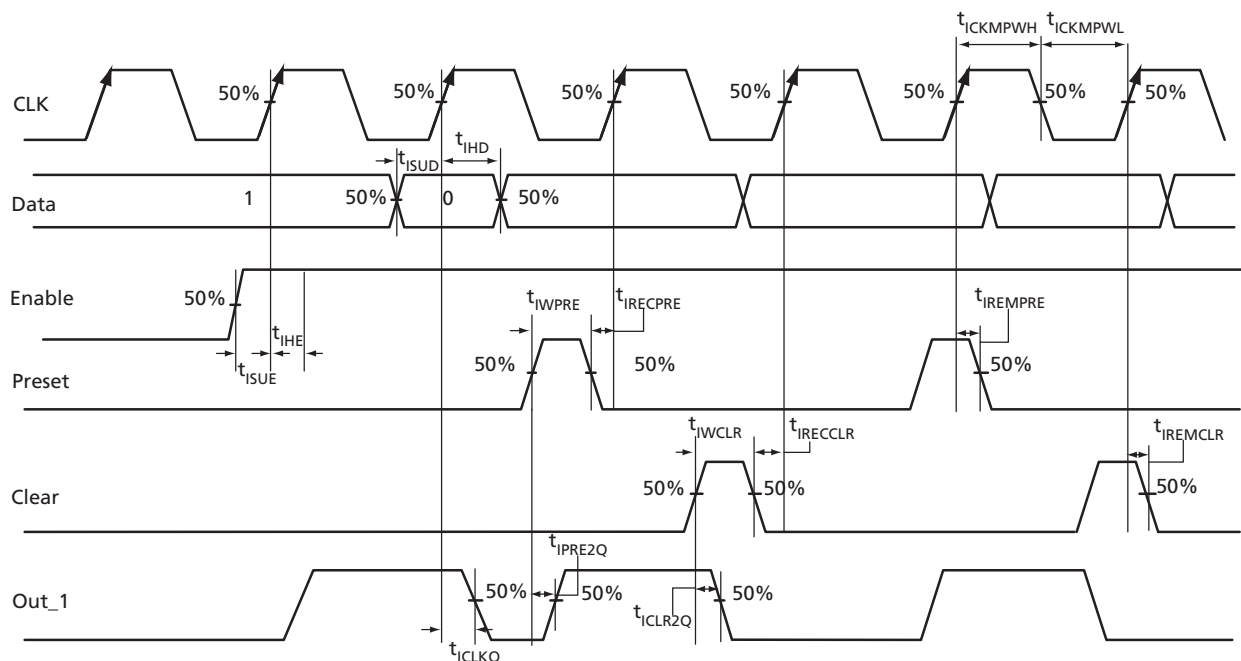 tICKMPWH tICKMPWL
CLK 50% 50% 50% 50% 50% 50% 50%
tISUD tIHD
Data 1 50% 0 50%
Enable 50%
tIHE tIWPRE tIRECPRE tIREMPRE
Preset tISUE 50% 50% 50%
tIWCLR tIRECCLR tIREMCLR
Clear 50% 50% 50%
tIPRE2Q
Out_1 50% 50% tICLR2Q 50%
tICLKQ